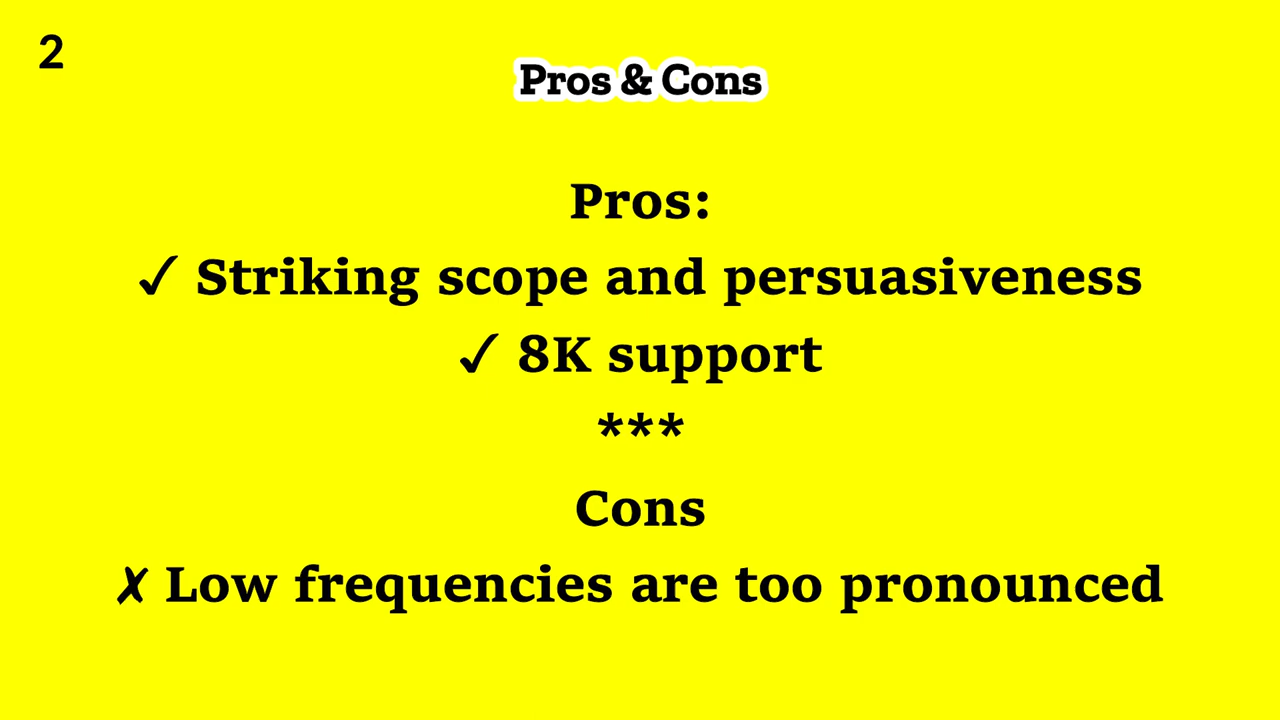 2
Pros & Cons
Pros:
✓ Striking scope and persuasiveness
✓ 8K support
***
Cons
✗ Low frequencies are too pronounced